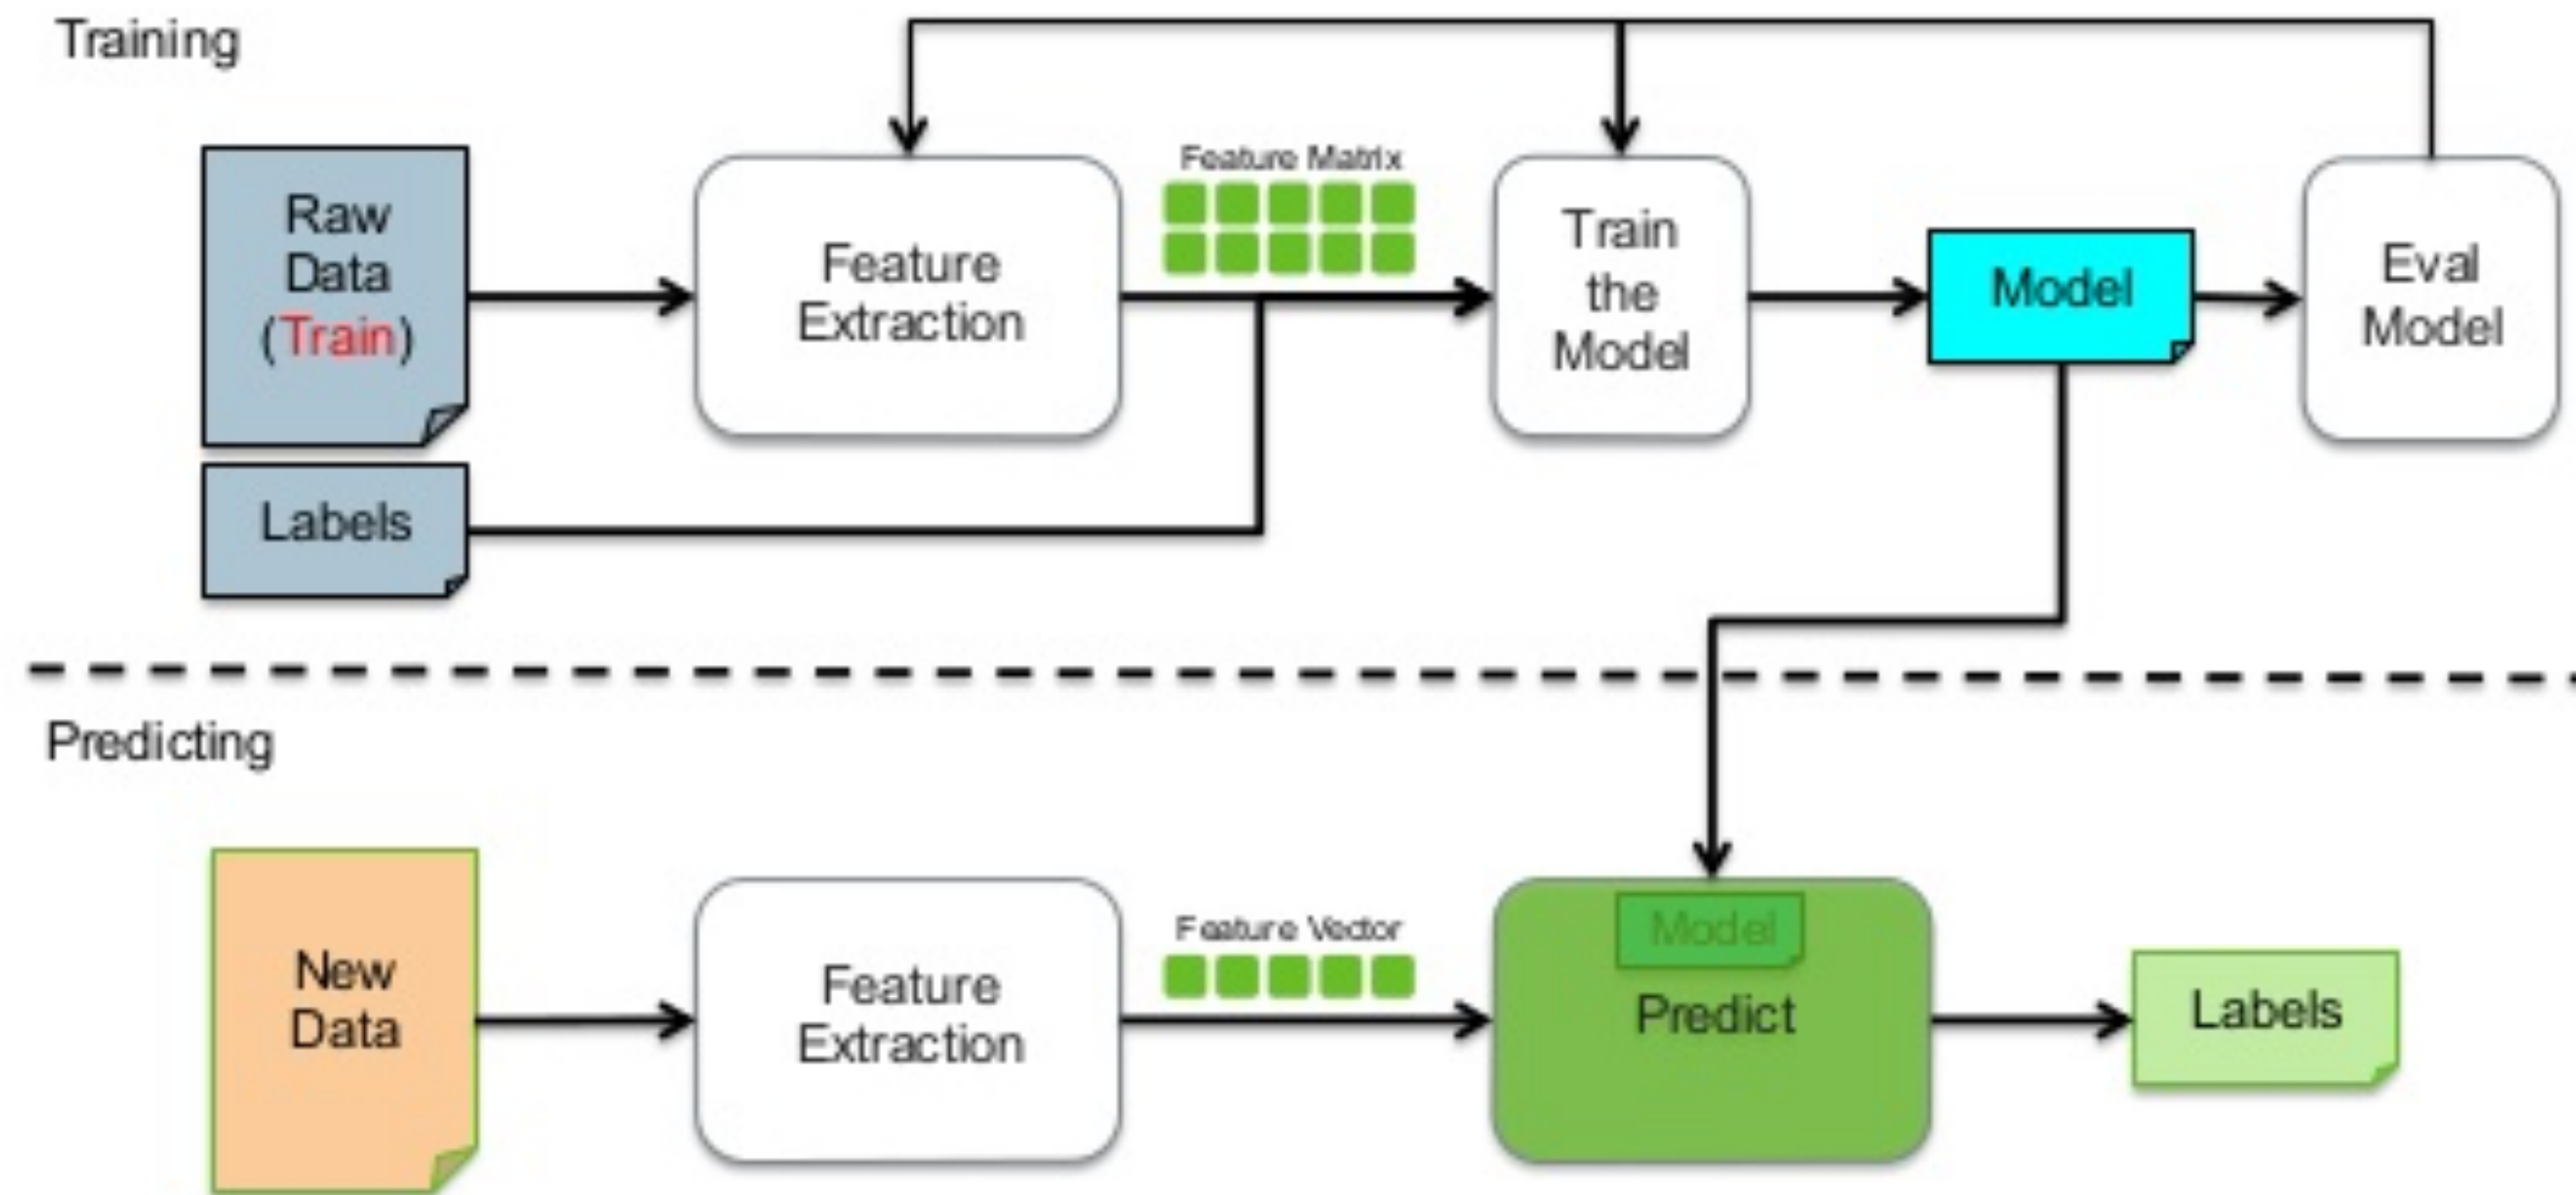 Training
Raw
Data
(Train)
Labels
Feature
Extraction
Feature Matrix
Train
the
Model
Model
Eval
Model
Predicting
New
Data
Feature
Extraction
Feature Vector
Model
Predict
Labels